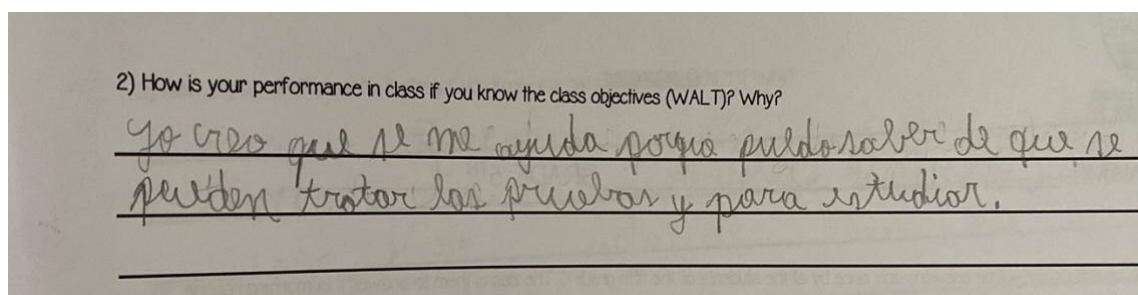 2) How is your performance in class if you know the class objectives (WALT)? Why?
Yo creo que se me ayuda porque puedo saber de que se
pueden tratar las pruebas y para estudiar.